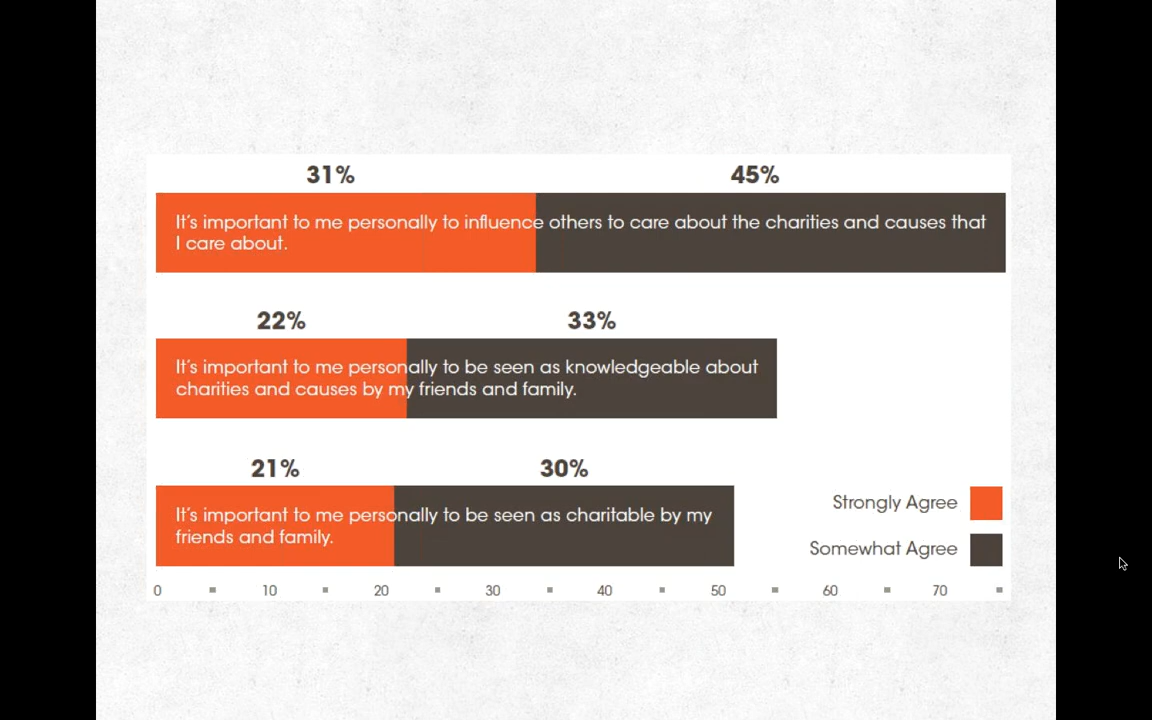 31% 45%
It's important to me personally to influence others to care about the charities and causes that
I care about.
22% 33%
It's important to me personally to be seen as knowledgeable about
charities and causes by my friends and family.
21% 30%
It's important to me personally to be seen as charitable by my
friends and family.
Strongly Agree
Somewhat Agree
0 10 20 30 40 50 60 70